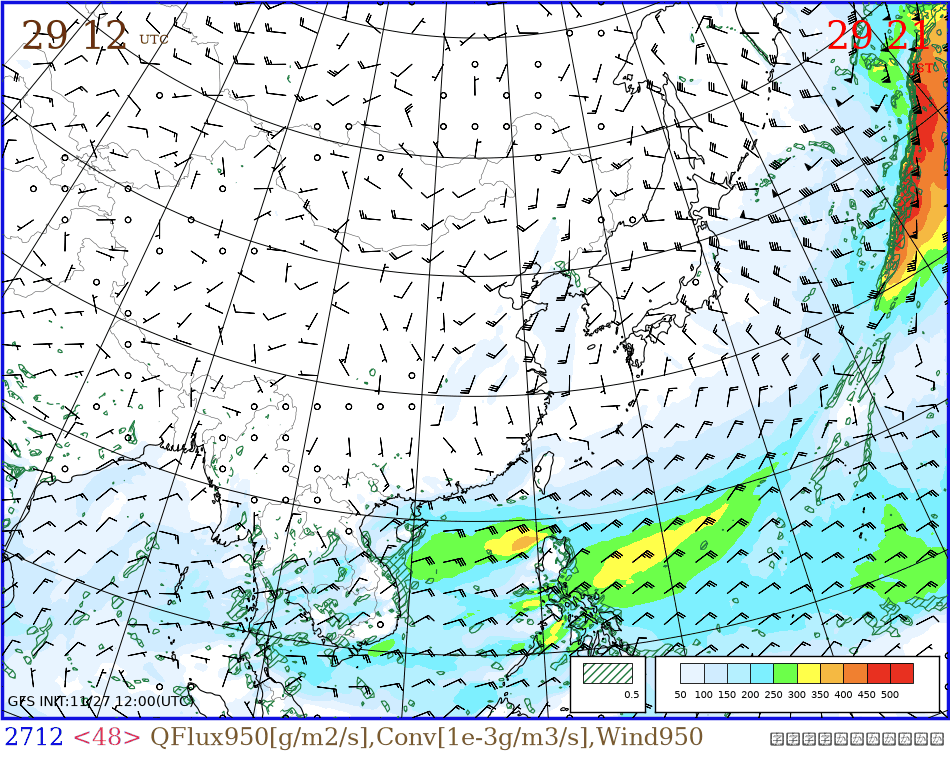 29 12 UTC
29 21
0.5
50 100 150 200 250 300 350 400 450 500
GFS INIT:11/27 12:00(UTC)
2712 <48> QFlux950[g/m2/s],Conv[1e-3g/m3/s],Wind950